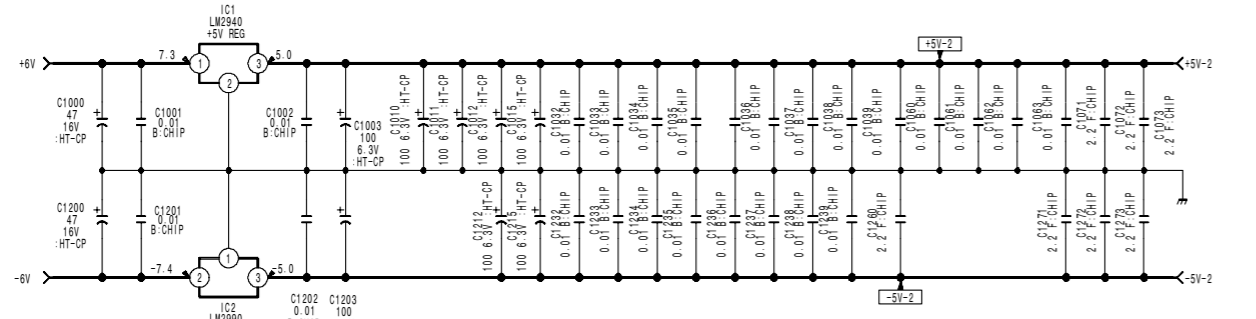 IC1
LM2940
+5V REG
+6V
7.3
1
3
5.0
2
+5V-2
+5V-2
C1000
47
16V
:HT-CP
C1001
0.01
B:CHIP
C1002
0.01
B:CHIP
C1003
100
6.3V
:HT-CP
C1010
100 6.3V :HT-CP
C1011
100 6.3V :HT-CP
C1012
100 6.3V :HT-CP
C1015
100 6.3V :HT-CP
C1032
0.01 B:CHIP
C1033
0.01 B:CHIP
C1034
0.01 B:CHIP
C1035
0.01 B:CHIP
C1036
0.01 B:CHIP
C1037
0.01 B:CHIP
C1038
0.01 B:CHIP
C1039
0.01 B:CHIP
C1060
0.01 B:CHIP
C1061
0.01 B:CHIP
C1062
0.01 B:CHIP
C1063
0.01 B:CHIP
C1071
2.2 F:CHIP
C1072
2.2 F:CHIP
C1073
2.2 F:CHIP
C1200
47
16V
:HT-CP
C1201
0.01
B:CHIP
C1212
100 6.3V :HT-CP
C1215
100 6.3V :HT-CP
C1232
0.01 B:CHIP
C1233
0.01 B:CHIP
C1234
0.01 B:CHIP
C1235
0.01 B:CHIP
C1236
0.01 B:CHIP
C1237
0.01 B:CHIP
C1238
0.01 B:CHIP
C1239
0.01 B:CHIP
C1260
2.2 F:CHIP
C1271
2.2 F:CHIP
C1272
2.2 F:CHIP
C1273
2.2 F:CHIP
-6V
-7.4
2
1
3
-5.0
-5V-2
-5V-2
IC2
LM2990
C1202
0.01
C1203
100